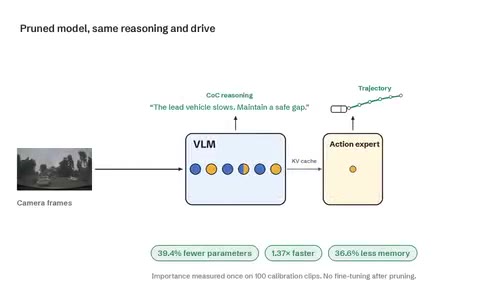 Pruned model, same reasoning and drive
CoC reasoning
"The lead vehicle slows. Maintain a safe gap."
Trajectory
VLM
KV cache
Action expert
Camera frames
39.4% fewer parameters
1.37× faster
36.6% less memory
Importance measured once on 100 calibration clips. No fine-tuning after pruning.